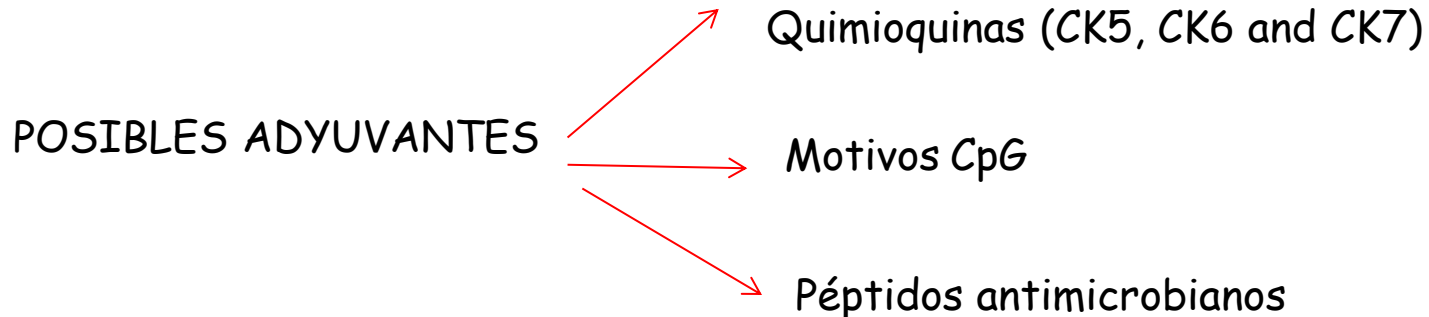 Quimioquinas (CK5, CK6 and CK7)
POSIBLES ADYUVANTES
Motivos CpG
Péptidos antimicrobianos